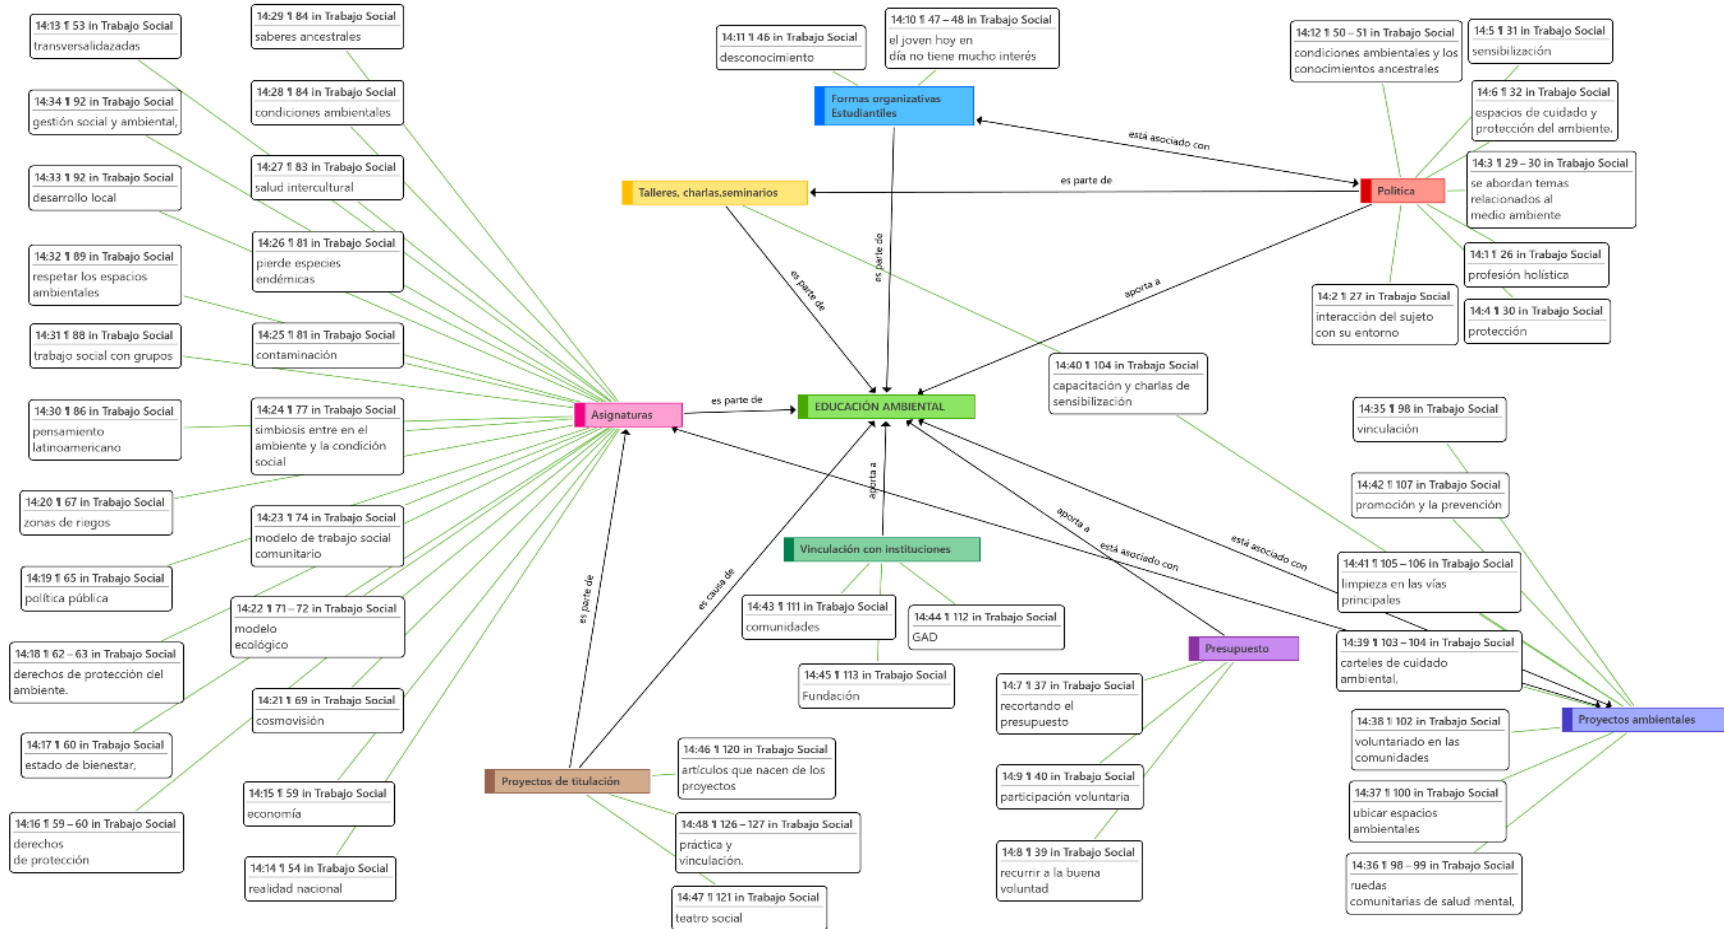 14:13 ¶ 53 in Trabajo Social
transversalidazadas
14:29 ¶ 84 in Trabajo Social
saberes ancestrales
14:34 ¶ 92 in Trabajo Social
gestión social y ambiental,
14:28 ¶ 84 in Trabajo Social
condiciones ambientales
14:33 ¶ 92 in Trabajo Social
desarrollo local
14:27 ¶ 83 in Trabajo Social
salud intercultural
14:32 ¶ 89 in Trabajo Social
respetar los espacios
ambientales
14:26 ¶ 81 in Trabajo Social
pierde especies
endémicas
14:31 ¶ 88 in Trabajo Social
trabajo social con grupos
14:25 ¶ 81 in Trabajo Social
contaminación
14:30 ¶ 86 in Trabajo Social
pensamiento
latinoamericano
14:24 ¶ 77 in Trabajo Social
simbiosis entre en el
ambiente y la condición
social
14:20 ¶ 67 in Trabajo Social
zonas de riegos
14:23 ¶ 74 in Trabajo Social
modelo de trabajo social
comunitario
14:19 ¶ 65 in Trabajo Social
política pública
14:22 ¶ 71 – 72 in Trabajo Social
modelo
ecológico
14:18 ¶ 62 – 63 in Trabajo Social
derechos de protección del
ambiente.
14:21 ¶ 69 in Trabajo Social
cosmovisión
14:17 ¶ 60 in Trabajo Social
estado de bienestar,
14:15 ¶ 59 in Trabajo Social
economía
14:16 ¶ 59 – 60 in Trabajo Social
derechos
de protección
14:14 ¶ 54 in Trabajo Social
realidad nacional
14:11 ¶ 46 in Trabajo Social
desconocimiento
14:10 ¶ 47 – 48 in Trabajo Social
el joven hoy en
día no tiene mucho interés
Formas organizativas
Estudiantiles
está asociado con
Talleres, charlas,seminarios
es parte de
Politica
es parte de
es parte de
aporta a
Asignaturas
es parte de
EDUCACIÓN AMBIENTAL
14:12 ¶ 50 – 51 in Trabajo Social
condiciones ambientales y los
conocimientos ancestrales
14:5 ¶ 31 in Trabajo Social
sensibilización
14:6 ¶ 32 in Trabajo Social
espacios de cuidado y
protección del ambiente.
14:3 ¶ 29 – 30 in Trabajo Social
se abordan temas
relacionados al
medio ambiente
14:1 ¶ 26 in Trabajo Social
profesión holística
14:2 ¶ 27 in Trabajo Social
interacción del sujeto
con su entorno
14:4 ¶ 30 in Trabajo Social
protección
14:40 ¶ 104 in Trabajo Social
capacitación y charlas de
sensibilización
aporta a
Vinculación con instituciones
14:43 ¶ 111 in Trabajo Social
comunidades
14:44 ¶ 112 in Trabajo Social
GAD
14:45 ¶ 113 in Trabajo Social
Fundación
es parte de
es causa de
Proyectos de titulación
14:46 ¶ 120 in Trabajo Social
artículos que nacen de los
proyectos
14:48 ¶ 126 – 127 in Trabajo Social
práctica y
vinculación.
14:47 ¶ 121 in Trabajo Social
teatro social
aporta a
está asociado con
está asociado con
Presupuesto
14:7 ¶ 37 in Trabajo Social
recortando el
presupuesto
14:9 ¶ 40 in Trabajo Social
participación voluntaria
14:8 ¶ 39 in Trabajo Social
recurrir a la buena
voluntad
14:35 ¶ 98 in Trabajo Social
vinculación
14:42 ¶ 107 in Trabajo Social
promoción y la prevención
14:41 ¶ 105 – 106 in Trabajo Social
limpieza en las vías
principales
14:39 ¶ 103 – 104 in Trabajo Social
carteles de cuidado
ambiental,
Proyectos ambientales
14:38 ¶ 102 in Trabajo Social
voluntariado en las
comunidades
14:37 ¶ 100 in Trabajo Social
ubicar espacios
ambientales
14:36 ¶ 98 – 99 in Trabajo Social
ruedas
comunitarias de salud mental,